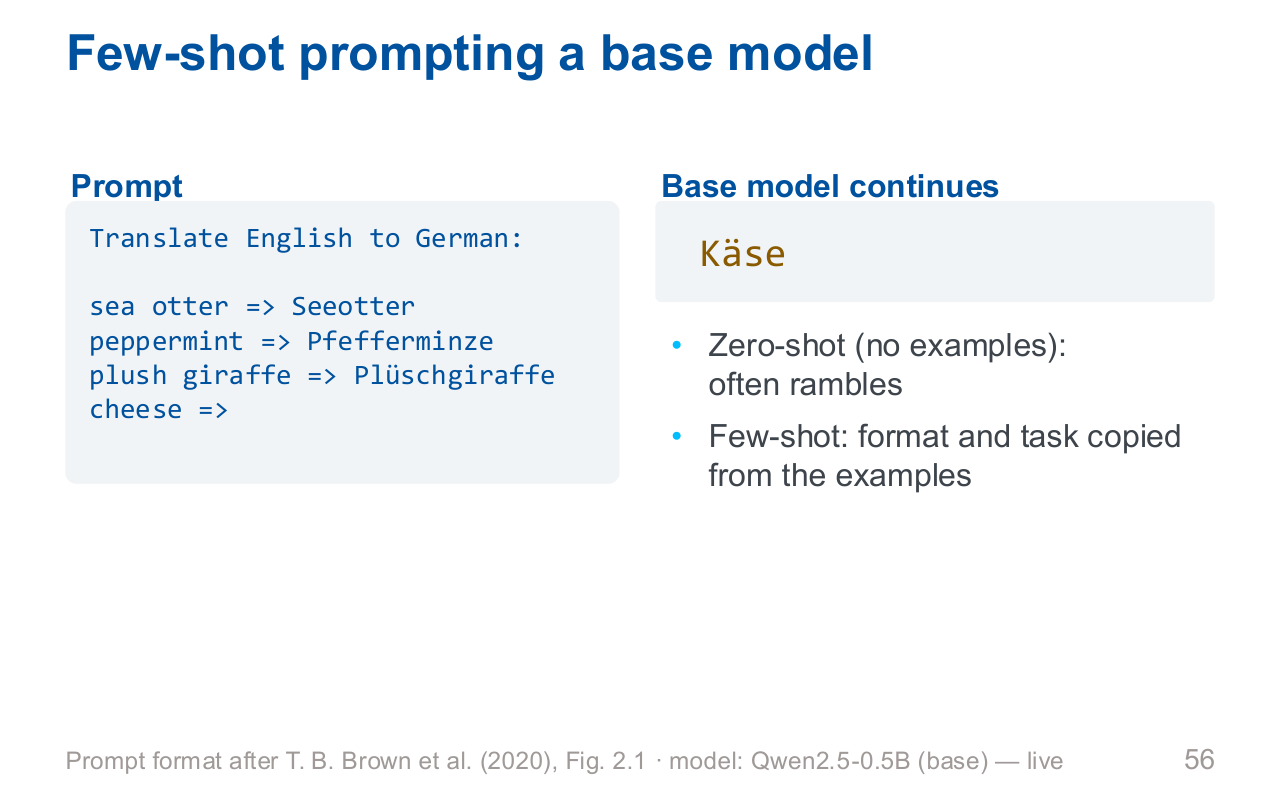 Few-shot prompting a base model
Prompt
Translate English to German:
sea otter => Seeotter
peppermint => Pfefferminze
plush giraffe => Plüschgiraffe
cheese =>
Base model continues
Käse
• Zero-shot (no examples):
often rambles
• Few-shot: format and task copied
from the examples
Prompt format after T. B. Brown et al. (2020), Fig. 2.1 · model: Qwen2.5-0.5B (base) — live
56